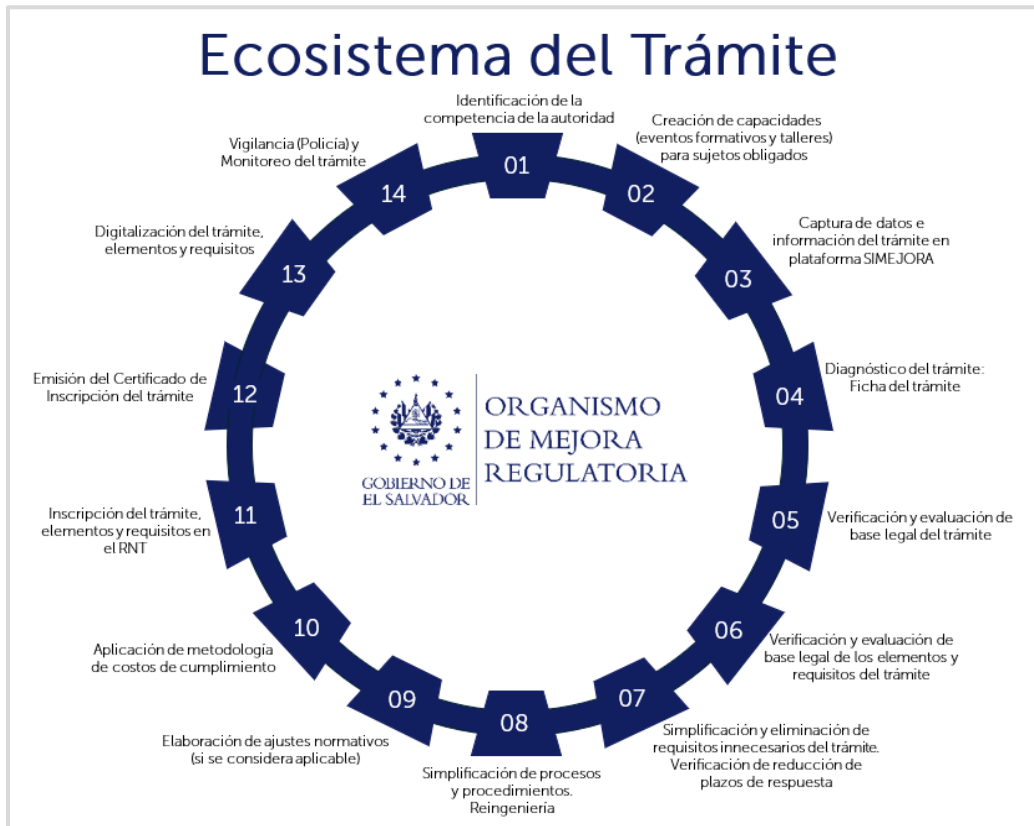 Ecosistema del Trámite
01
Identificación de la
competencia de la autoridad
02
Creación de capacidades
(eventos formativos y talleres)
para sujetos obligados
03
Captura de datos e
información del trámite en
plataforma SIMEJORA
04
Diagnóstico del trámite:
Ficha del trámite
05
Verificación y evaluación de
base legal del trámite
06
Verificación y evaluación de
base legal de los elementos y
requisitos del trámite
07
Simplificación y eliminación de
requisitos innecesarios del trámite.
Verificación de reducción de
plazos de respuesta
08
Simplificación de procesos
y procedimientos.
Reingeniería
09
Elaboración de ajustes normativos
(si se considera aplicable)
10
Aplicación de metodología
de costos de cumplimiento
11
Inscripción del trámite,
elementos y requisitos en
el RNT
12
Emisión del Certificado de
Inscripción del trámite
13
Digitalización del trámite,
elementos y requisitos
14
Vigilancia (Policía) y
Monitoreo del trámite
GOBIERNO DE
EL SALVADOR
ORGANISMO
DE MEJORA
REGULATORIA